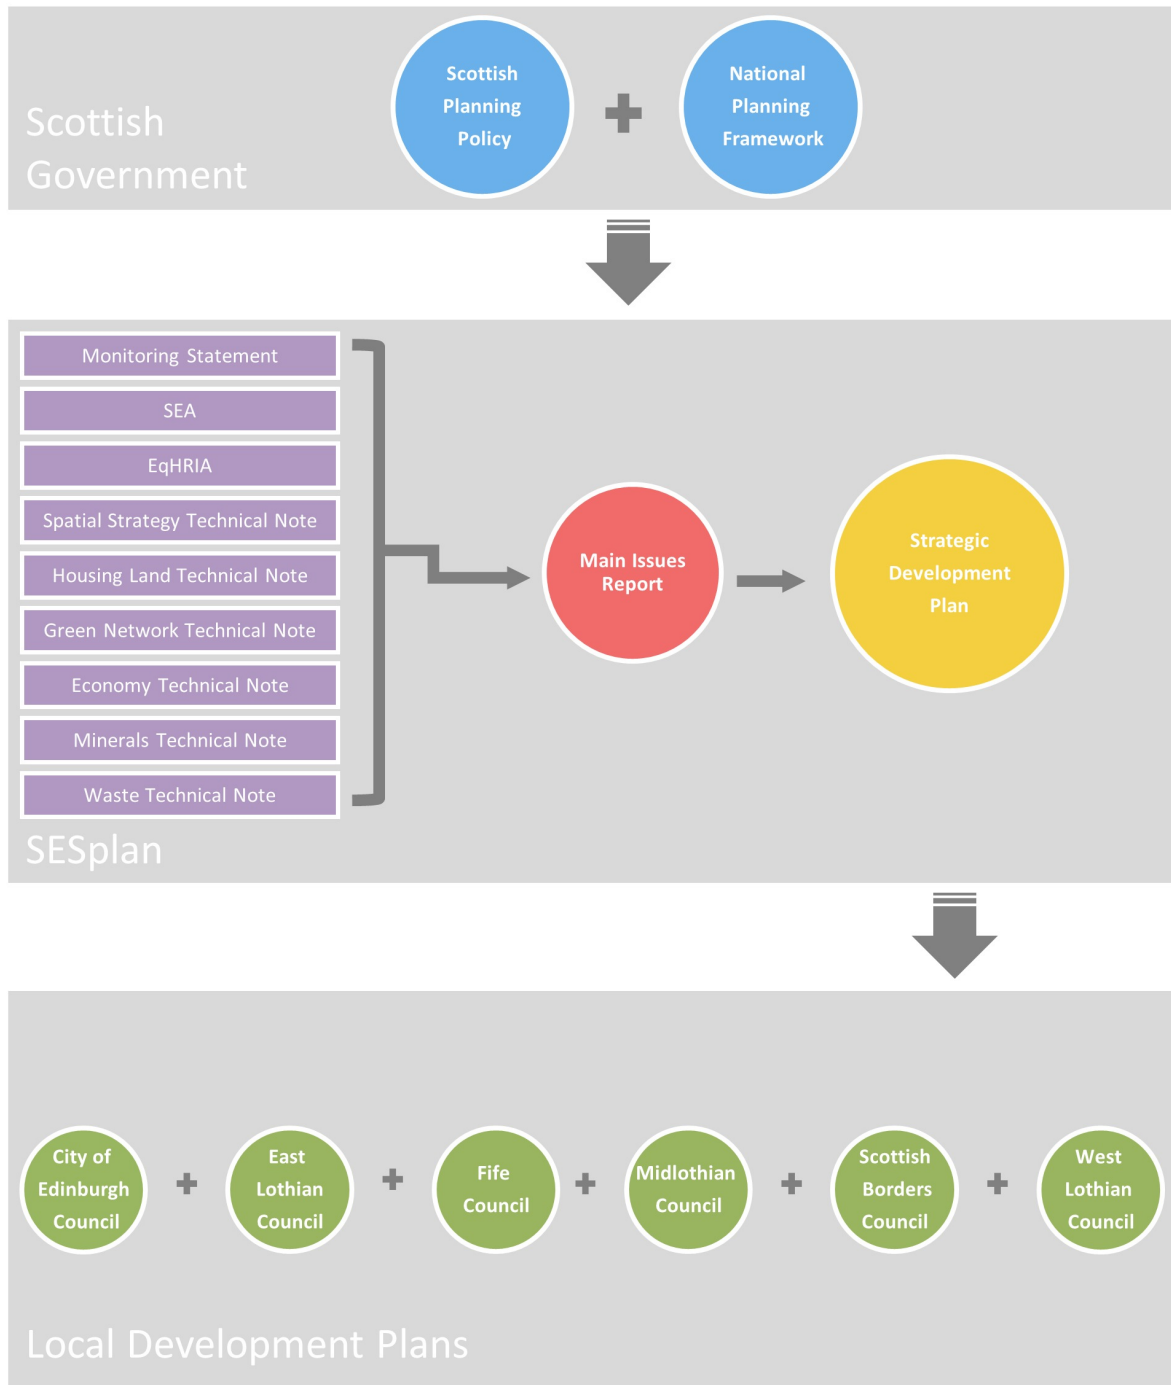 Scottish
Planning
Policy
National
Planning
Framework
Scottish
Government
Monitoring Statement
SEA
EqHRIA
Spatial Strategy Technical Note
Housing Land Technical Note
Green Network Technical Note
Economy Technical Note
Minerals Technical Note
Waste Technical Note
Main Issues
Report
Strategic
Development
Plan
SESplan
City of
Edinburgh
Council
East
Lothian
Council
Fife
Council
Midlothian
Council
Scottish
Borders
Council
West
Lothian
Council
Local Development Plans